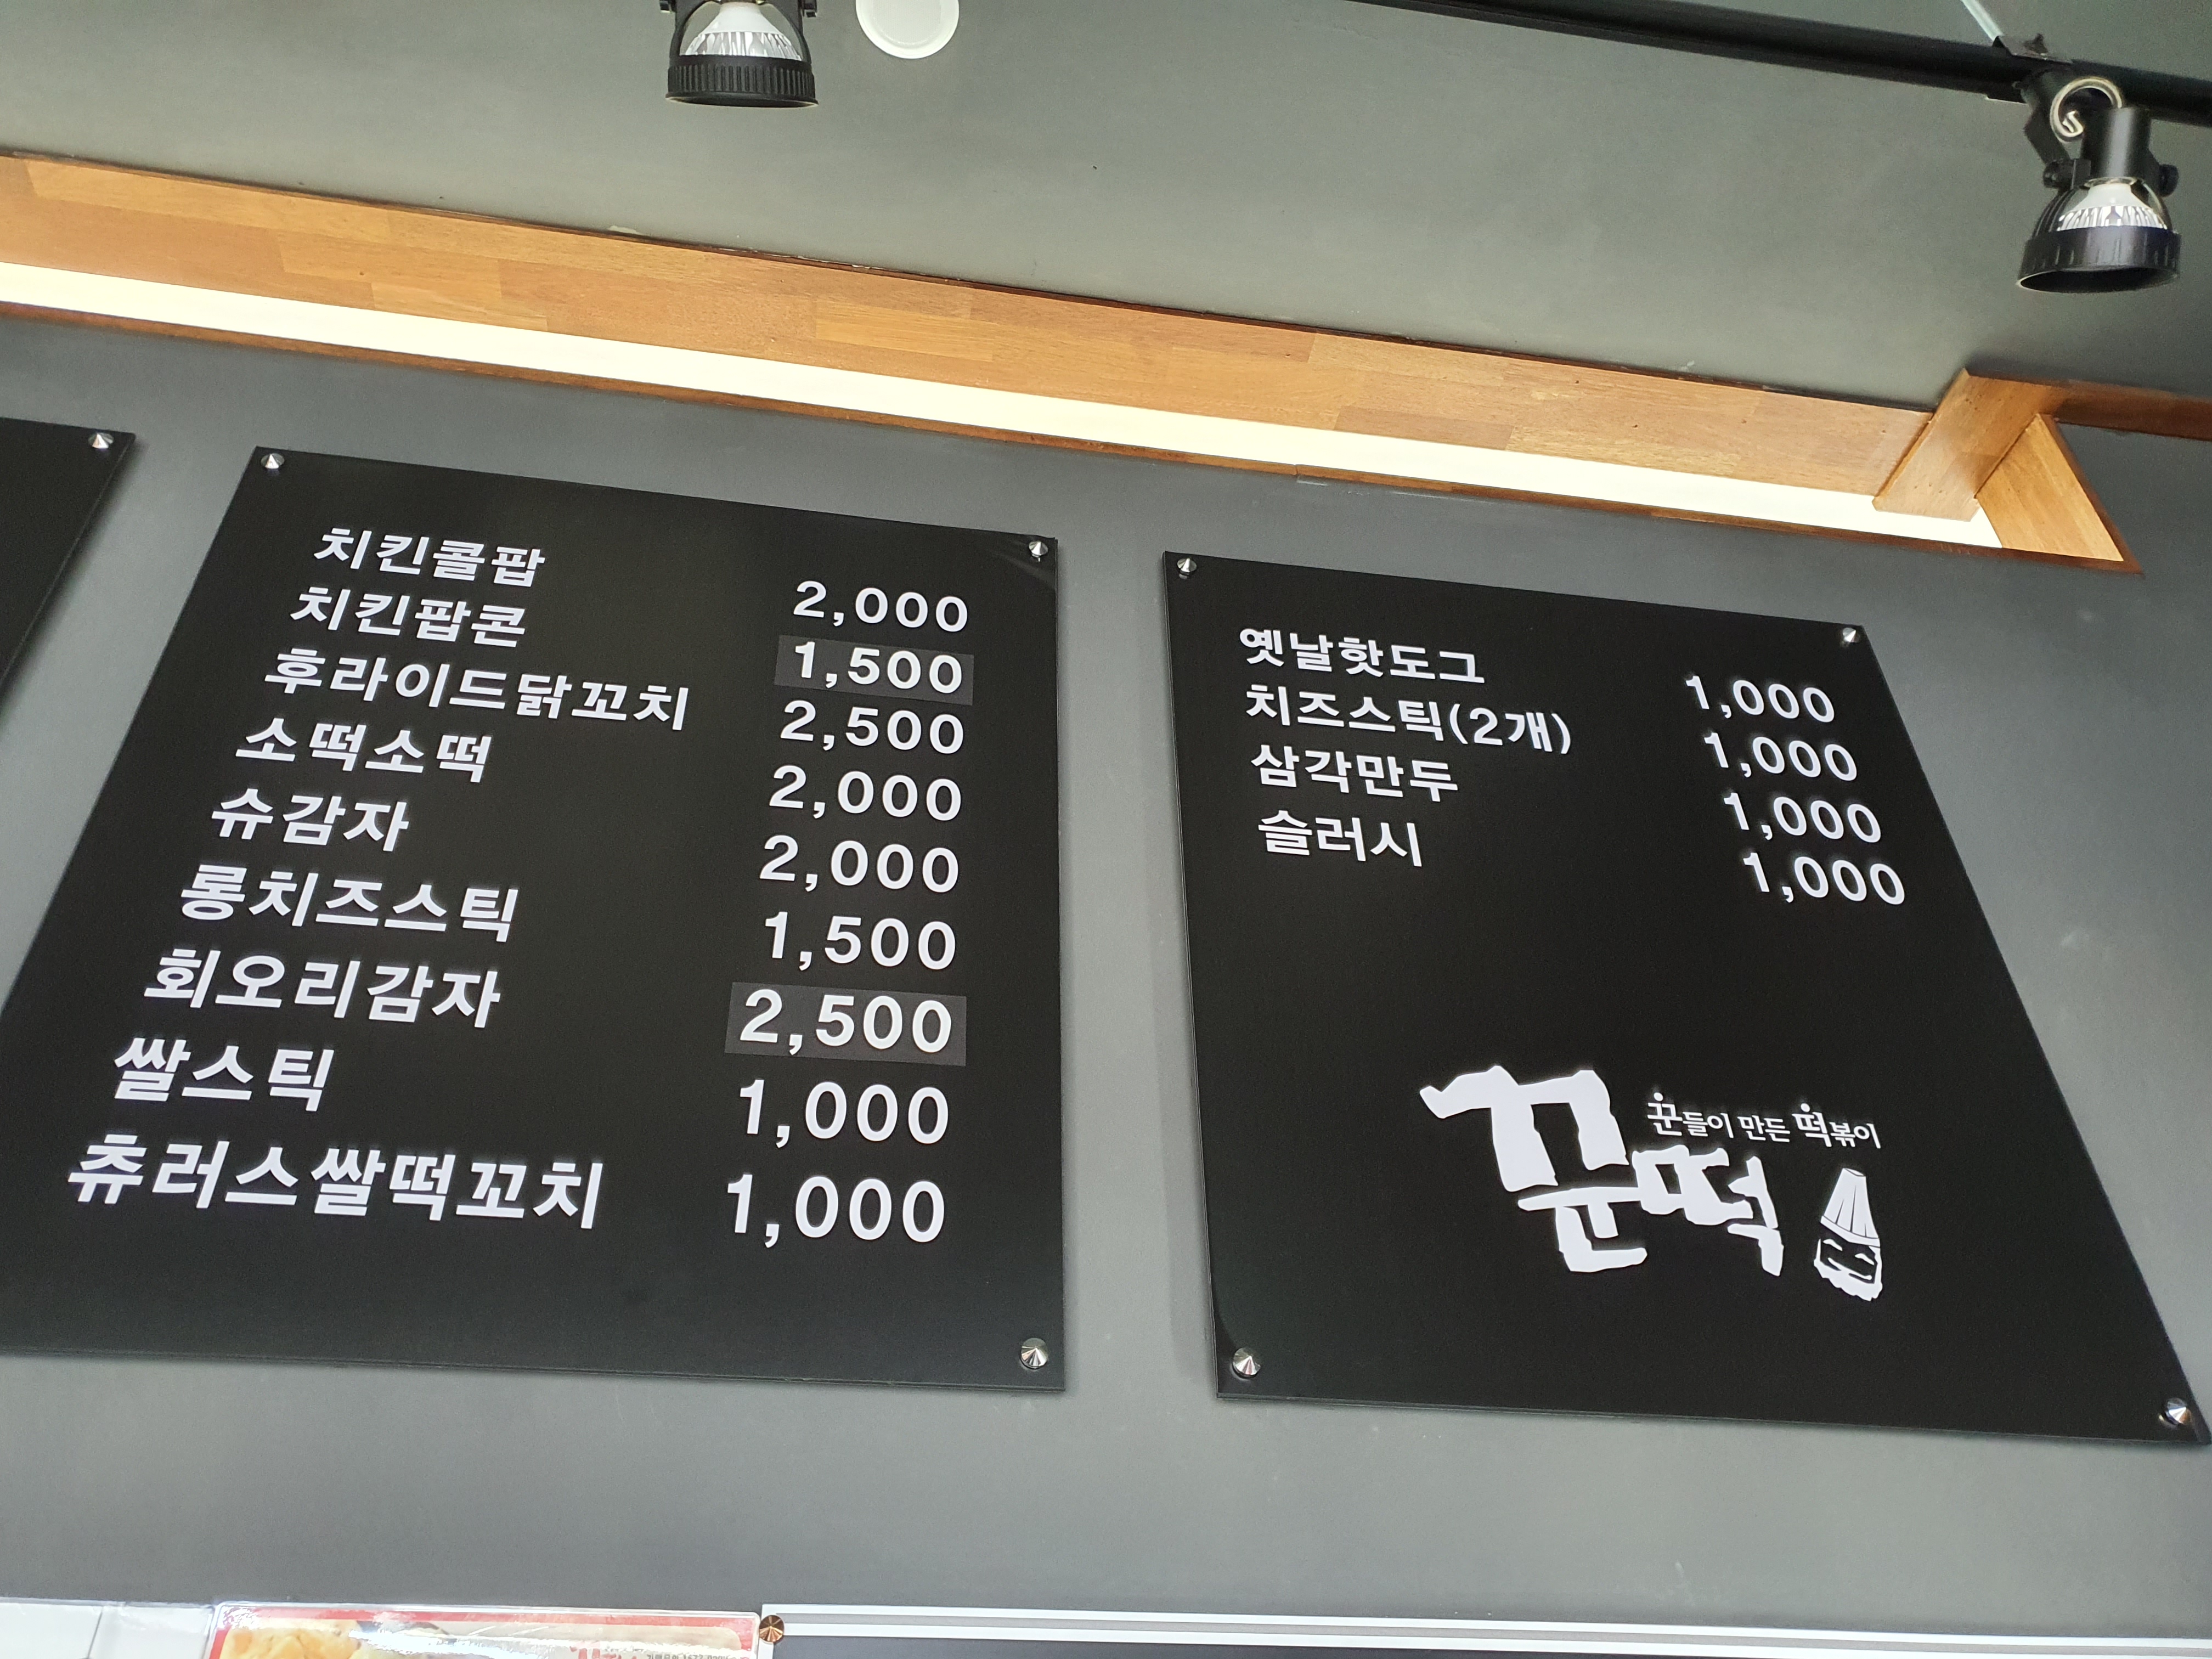 치킨콜팝 2,000
치킨팝콘 1,500
후라이드닭꼬치 2,500
소떡소떡 2,000
슈감자 2,000
롱치즈스틱 1,500
회오리감자 2,500
쌀스틱 1,000
츄러스쌀떡꼬치 1,000
옛날핫도그 1,000
치즈스틱(2개) 1,000
삼각만두 1,000
슬러시 1,000
꾼들이 만든 떡볶이
꾼떡